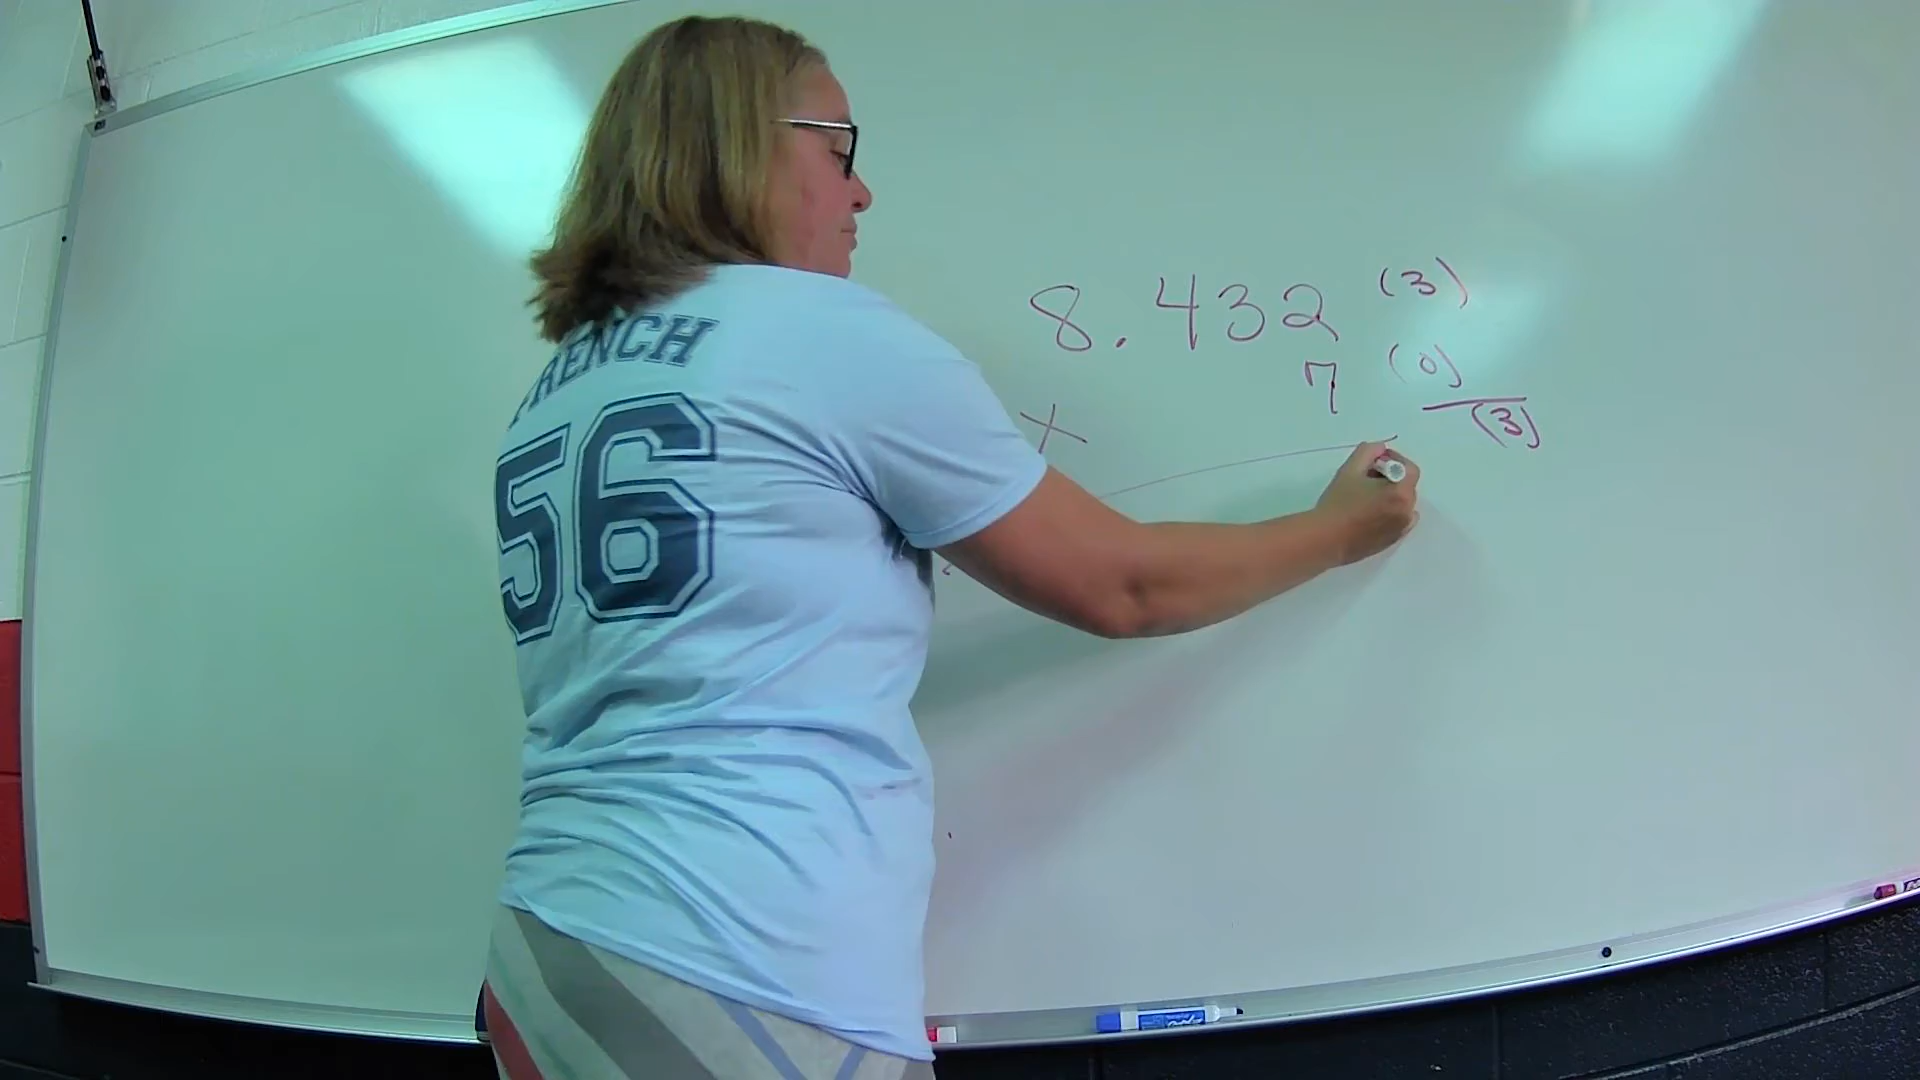 8.432 (3)
7 (0)
X
(3)
FRENCH
56